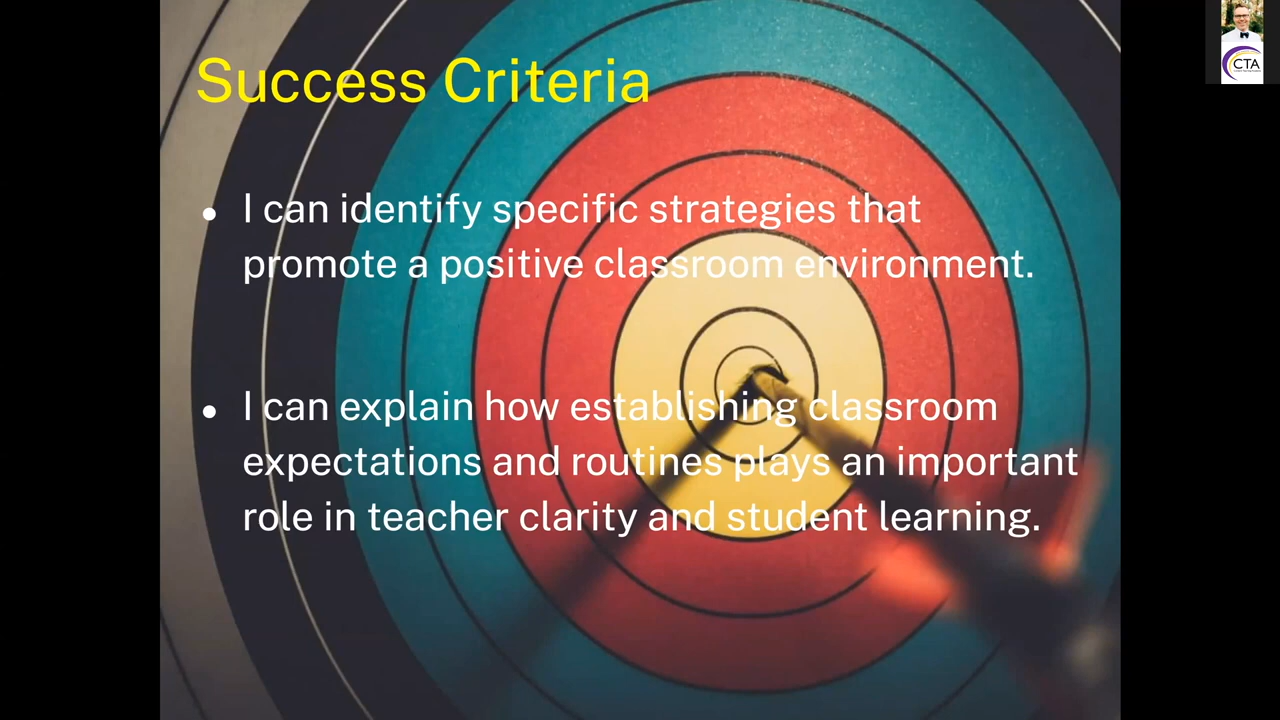 Success Criteria
• I can identify specific strategies that
promote a positive classroom environment.
• I can explain how establishing classroom
expectations and routines plays an important
role in teacher clarity and student learning.
CTA